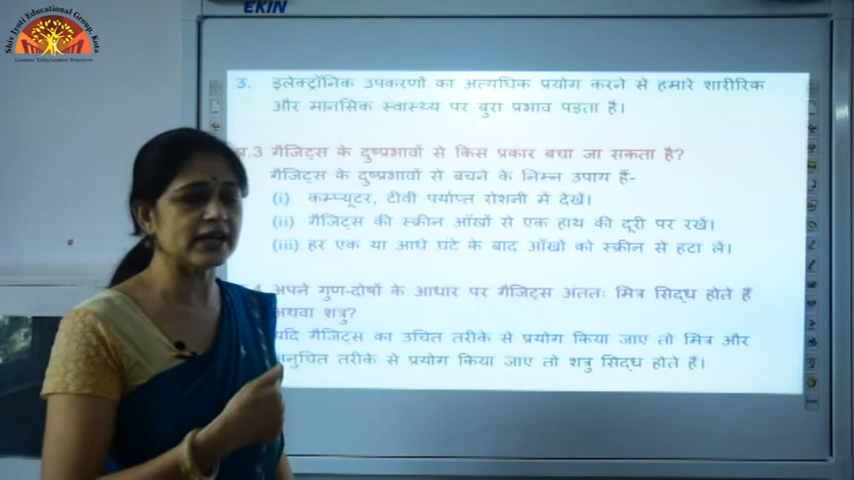 Shiv Jyoti Educational Group, Kota
EKIN
3. इलेक्ट्रॉनिक उपकरणों का अत्यधिक प्रयोग करने से हमारे शारीरिक
और मानसिक स्वास्थ्य पर बुरा प्रभाव पड़ता है।
प्र.3 गैजिट्स के दुष्प्रभावों से किस प्रकार बचा जा सकता है?
गैजिट्स के दुष्प्रभावों से बचने के निम्न उपाय हैं-
(i) कम्प्यूटर, टीवी पर्याप्त रोशनी में देखें।
(ii) गैजिट्स की स्क्रीन आँखों से एक हाथ की दूरी पर रखें।
(iii) हर एक या आधे घंटे के बाद आँखों को स्क्रीन से हटा ले।
4 अपने गुण-दोषों के आधार पर गैजिट्स अंततः मित्र सिद्ध होते हैं
अथवा शत्रु?
यदि गैजिट्स का उचित तरीके से प्रयोग किया जाए तो मित्र और
अनुचित तरीके से प्रयोग किया जाए तो शत्रु सिद्ध होते हैं।